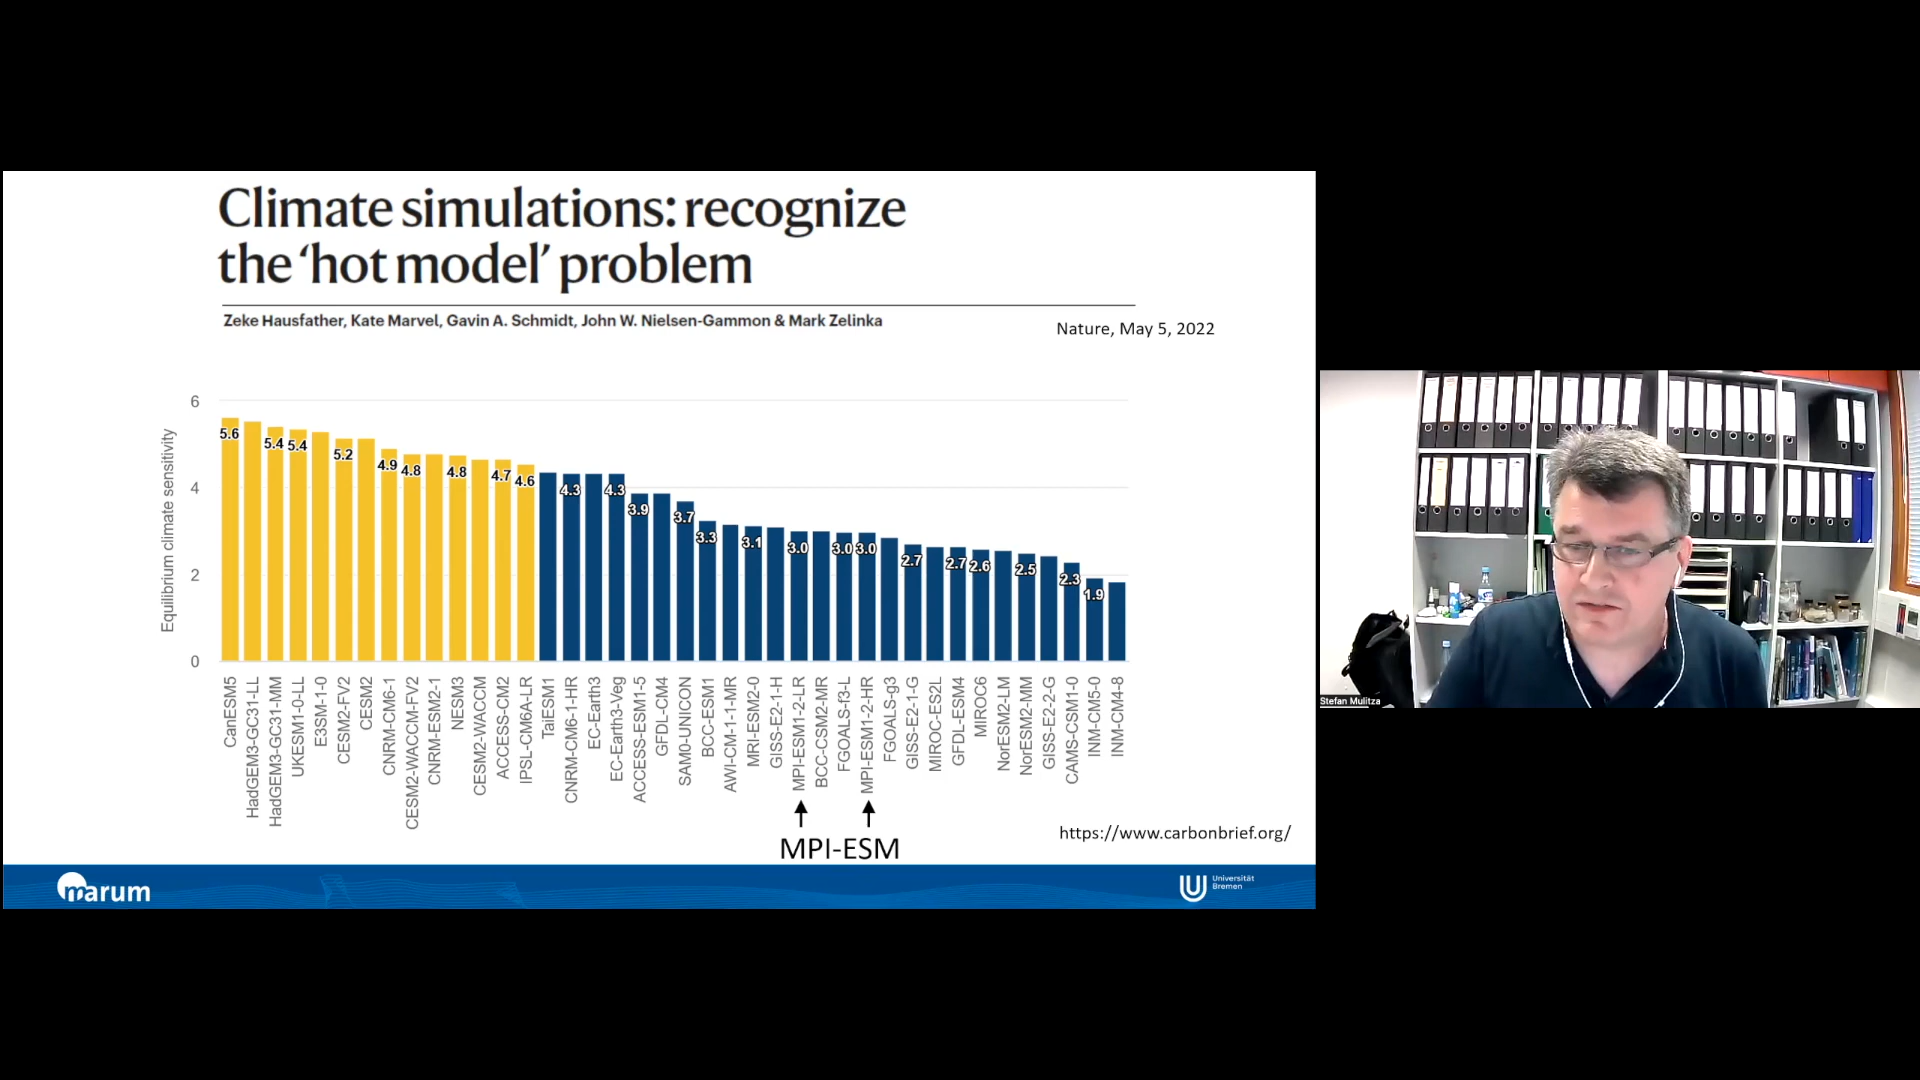 Climate simulations: recognize
the ‘hot model’ problem
Zeke Hausfather, Kate Marvel, Gavin A. Schmidt, John W. Nielsen-Gammon & Mark Zelinka
Nature, May 5, 2022
Equilibrium climate sensitivity
6
4
2
0
5.6
5.4
5.4
5.2
4.9
4.8
4.8
4.7
4.6
4.3
4.3
3.9
3.7
3.3
3.1
3.0
3.0
3.0
2.7
2.7
2.6
2.5
2.3
1.9
CanESM5
HadGEM3-GC31-LL
HadGEM3-GC31-MM
UKESM1-0-LL
E3SM-1-0
CESM2-FV2
CESM2
CNRM-CM6-1
CESM2-WACCM-FV2
CNRM-ESM2-1
NESM3
CESM2-WACCM
ACCESS-CM2
IPSL-CM6A-LR
TaiESM1
CNRM-CM6-1-HR
EC-Earth3
EC-Earth3-Veg
ACCESS-ESM1-5
GFDL-CM4
SAM0-UNICON
BCC-ESM1
AWI-CM-1-1-MR
MRI-ESM2-0
GISS-E2-1-H
MPI-ESM1-2-LR
BCC-CSM2-MR
FGOALS-f3-L
MPI-ESM1-2-HR
FGOALS-g3
GISS-E2-1-G
MIROC-ES2L
GFDL-ESM4
MIROC6
NorESM2-LM
NorESM2-MM
GISS-E2-2-G
CAMS-CSM1-0
INM-CM5-0
INM-CM4-8
MPI-ESM
https://www.carbonbrief.org/
marum
Universität
Bremen
Stefan Mulitza